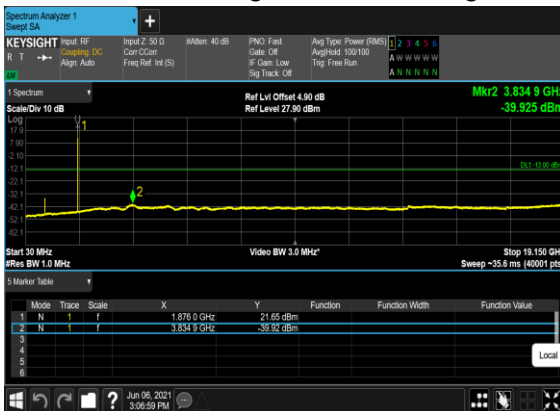 Spectrum Analyzer 1
Swept SA
+
KEYSIGHT Input: RF Input Z: 50 Ω #Atten: 40 dB PNO: Fast Avg Type: Power (RMS) 1 2 3 4 5 6
R T Coupling: DC Corr CCorr Gate: Off Avg|Hold: 100/100 A W W W W W
Align: Auto Freq Ref: Int (S) IF Gain: Low Trig: Free Run
LV Sig Track: Off A N N N N N
1 Spectrum Ref Lvl Offset 4.90 dB Mkr2 3.834 9 GHz
Scale/Div 10 dB Ref Level 27.90 dBm -39.925 dBm
Log
17.9 1
7.90
-2.10
-12.1 DL1 -13.00 dBm
-22.1
-32.1 2
-42.1
-52.1
-62.1
Start 30 MHz Video BW 3.0 MHz* Stop 19.150 GHz
#Res BW 1.0 MHz Sweep ~35.6 ms (40001 pts)
5 Marker Table
Mode Trace Scale X Y Function Function Width Function Value
1 N 1 f 1.876 0 GHz 21.65 dBm
2 N 1 f 3.834 9 GHz -39.92 dBm
3
4
5 Local
6
? Jun 06, 2021
3:06:59 PM